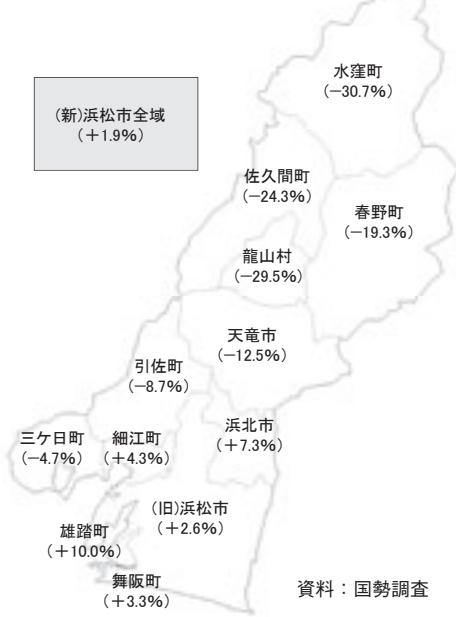 水窪町
(−30.7%)
(新)浜松市全域
(＋1.9%)
佐久間町
(−24.3%)
春野町
(−19.3%)
龍山村
(−29.5%)
天竜市
(−12.5%)
引佐町
(−8.7%)
浜北市
(＋7.3%)
三ケ日町
(−4.7%)
細江町
(＋4.3%)
(旧)浜松市
(＋2.6%)
雄踏町
(＋10.0%)
舞阪町
(＋3.3%)
資料：国勢調査